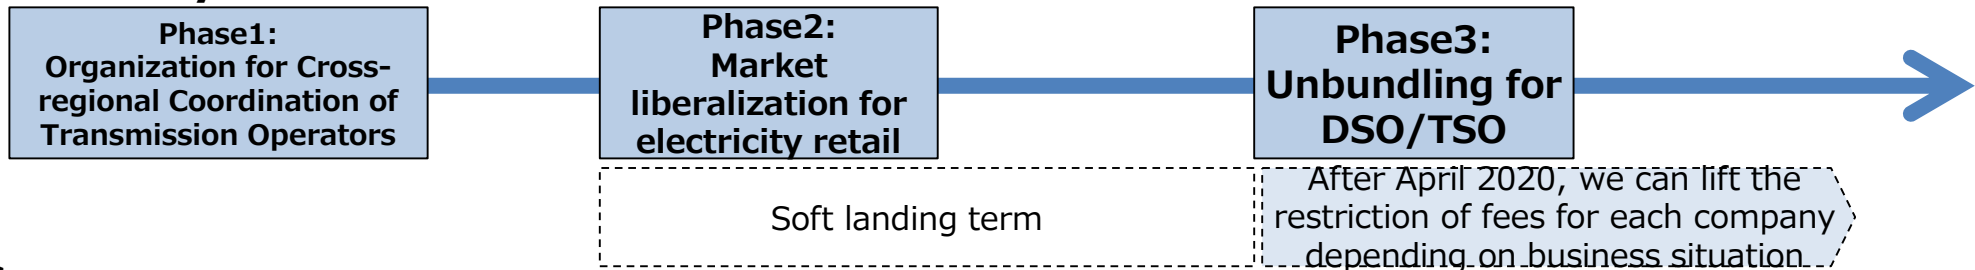 Phase1:
Organization for Cross-
regional Coordination of
Transmission Operators
Phase2:
Market
liberalization for
electricity retail
Phase3:
Unbundling for
DSO/TSO
Soft landing term
After April 2020, we can lift the
restriction of fees for each company
depending on business situation